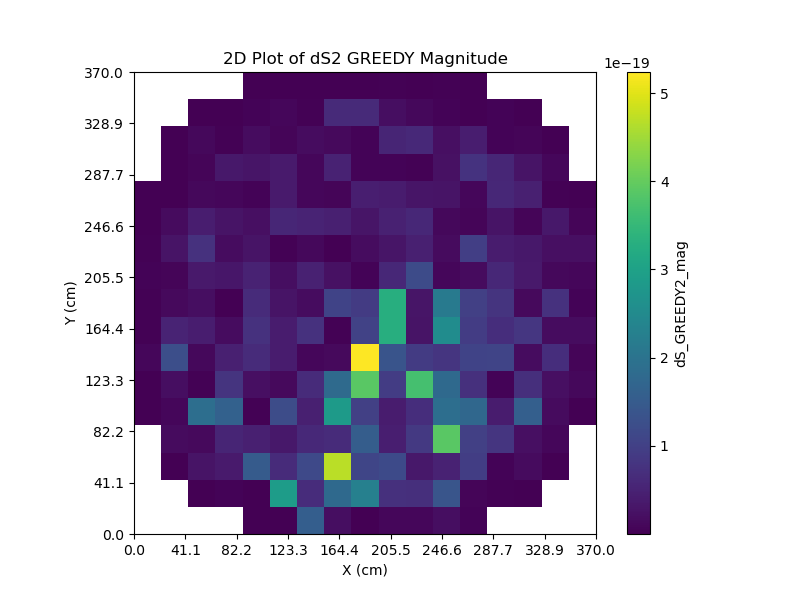 2D Plot of dS2 GREEDY Magnitude
1e−19
370.0
328.9
287.7
246.6
205.5
164.4
123.3
82.2
41.1
0.0
Y (cm)
0.0 41.1 82.2 123.3 164.4 205.5 246.6 287.7 328.9 370.0
X (cm)
5
4
3
2
1
dS_GREEDY2_mag